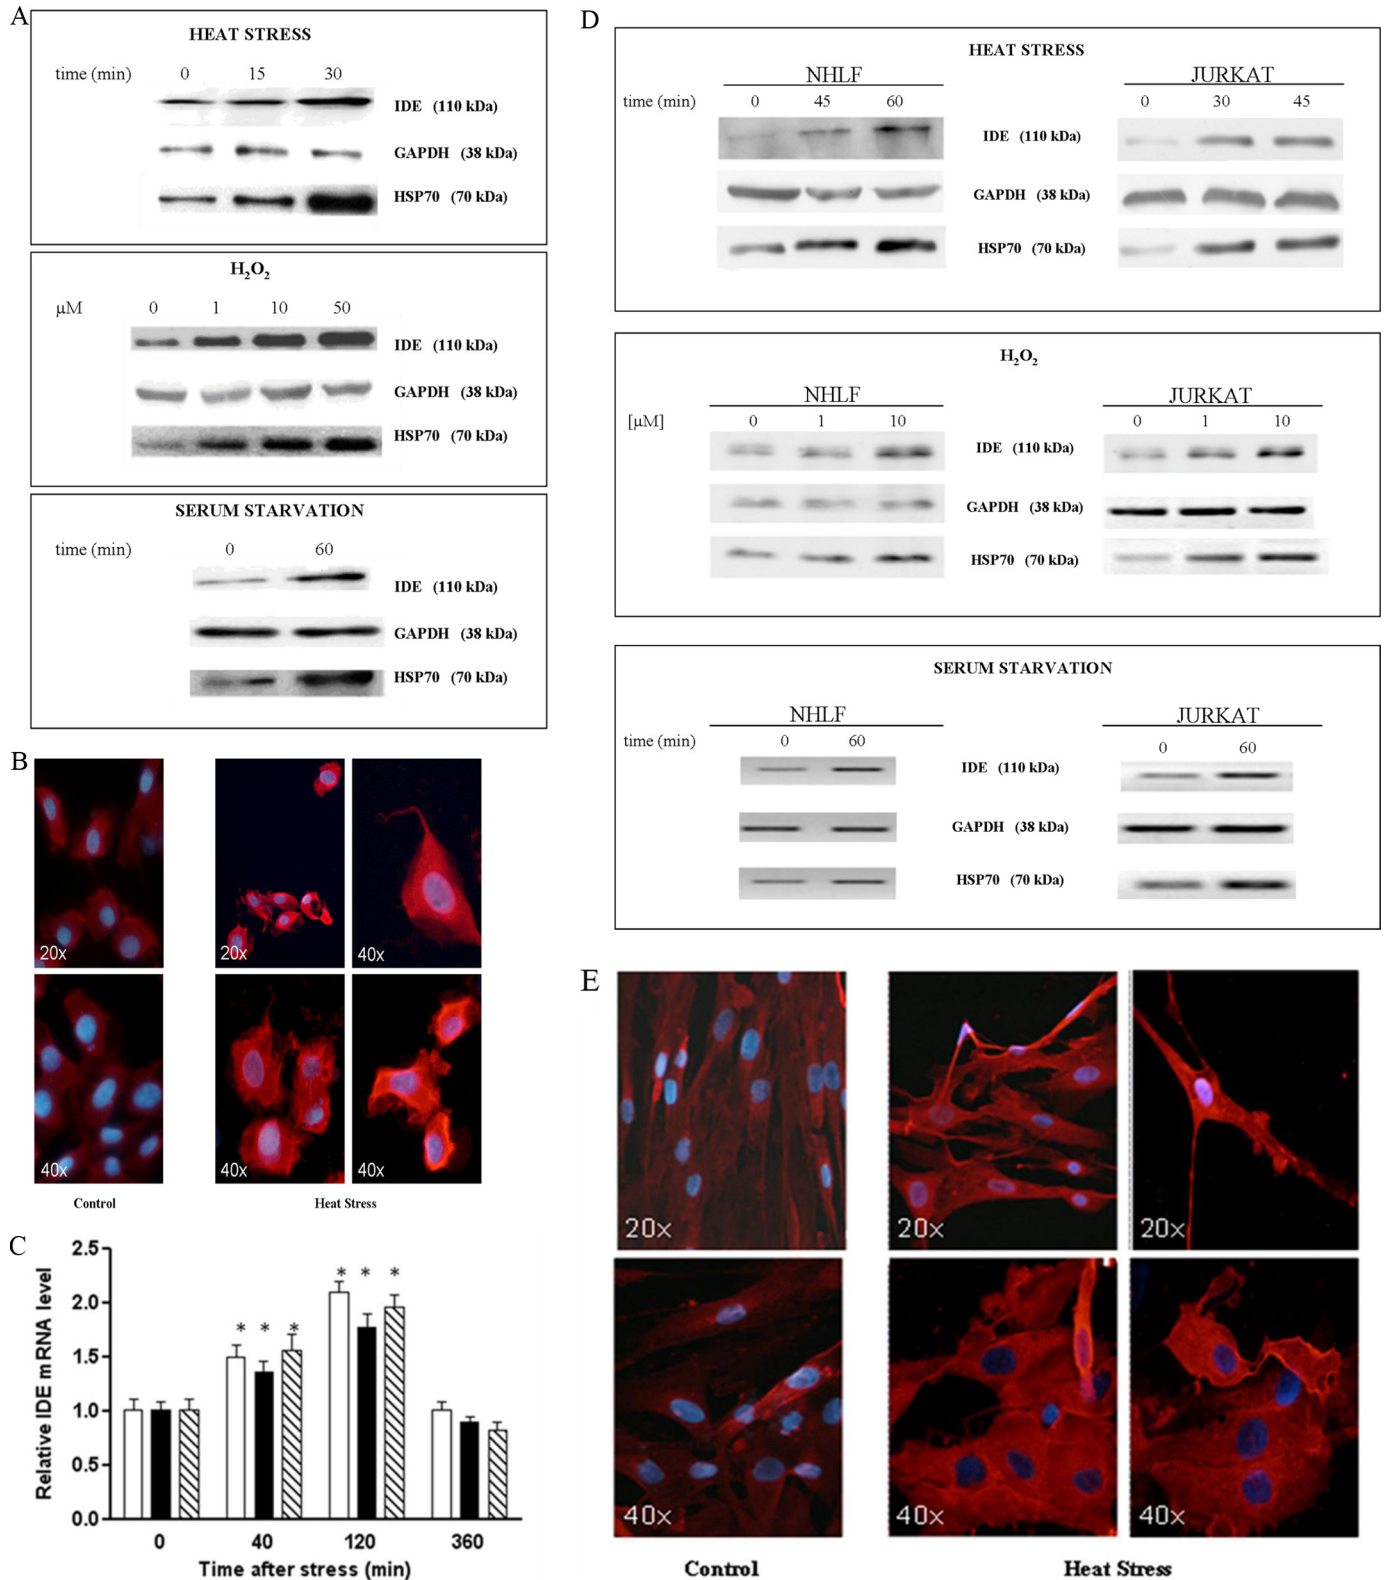 A
HEAT STRESS
time (min) 0 15 30
IDE (110 kDa)
GAPDH (38 kDa)
HSP70 (70 kDa)
H₂O₂
µM 0 1 10 50
IDE (110 kDa)
GAPDH (38 kDa)
HSP70 (70 kDa)
SERUM STARVATION
time (min) 0 60
IDE (110 kDa)
GAPDH (38 kDa)
HSP70 (70 kDa)
B
20x 20x 40x
40x 40x 40x
Control Heat Stress
C
Relative IDE mRNA level
2.5
2.0
1.5
1.0
0.5
0.0
* * *
* * *
0 40 120 360
Time after stress (min)
D
HEAT STRESS
NHLF JURKAT
time (min) 0 45 60 0 30 45
IDE (110 kDa)
GAPDH (38 kDa)
HSP70 (70 kDa)
H₂O₂
NHLF JURKAT
[µM] 0 1 10 0 1 10
IDE (110 kDa)
GAPDH (38 kDa)
HSP70 (70 kDa)
SERUM STARVATION
NHLF JURKAT
time (min) 0 60 0 60
IDE (110 kDa)
GAPDH (38 kDa)
HSP70 (70 kDa)
E
20x 20x 20x
40x 40x 40x
Control Heat Stress